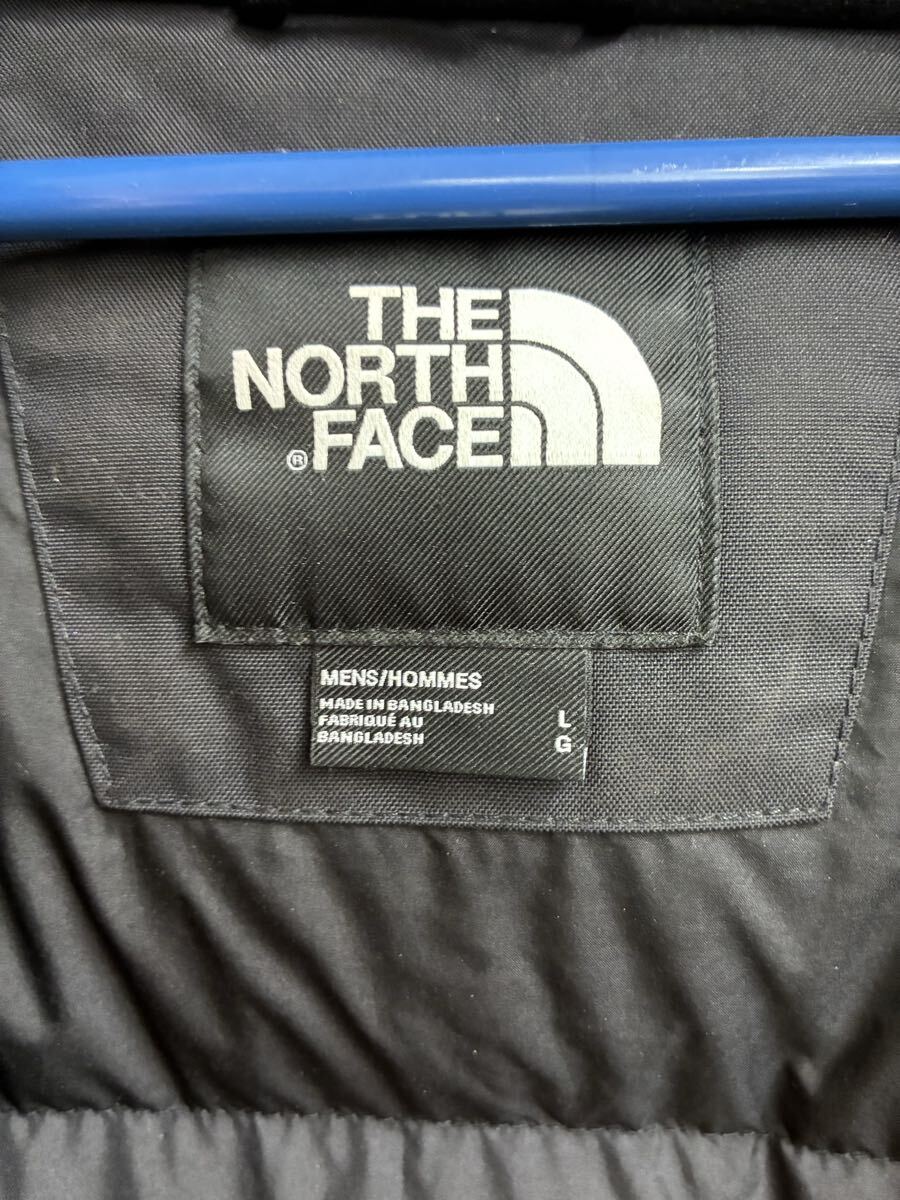 THE
NORTH
® FACE
MENS/HOMMES
MADE IN BANGLADESH
FABRIQUÉ AU
BANGLADESH
L
G